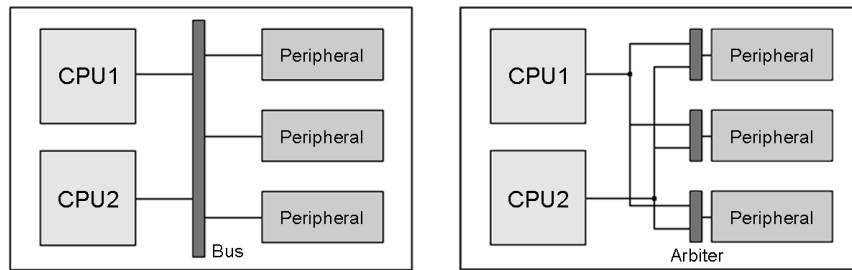 CPU1
CPU2
Peripheral
Peripheral
Peripheral
Bus
CPU1
CPU2
Peripheral
Peripheral
Peripheral
Arbiter